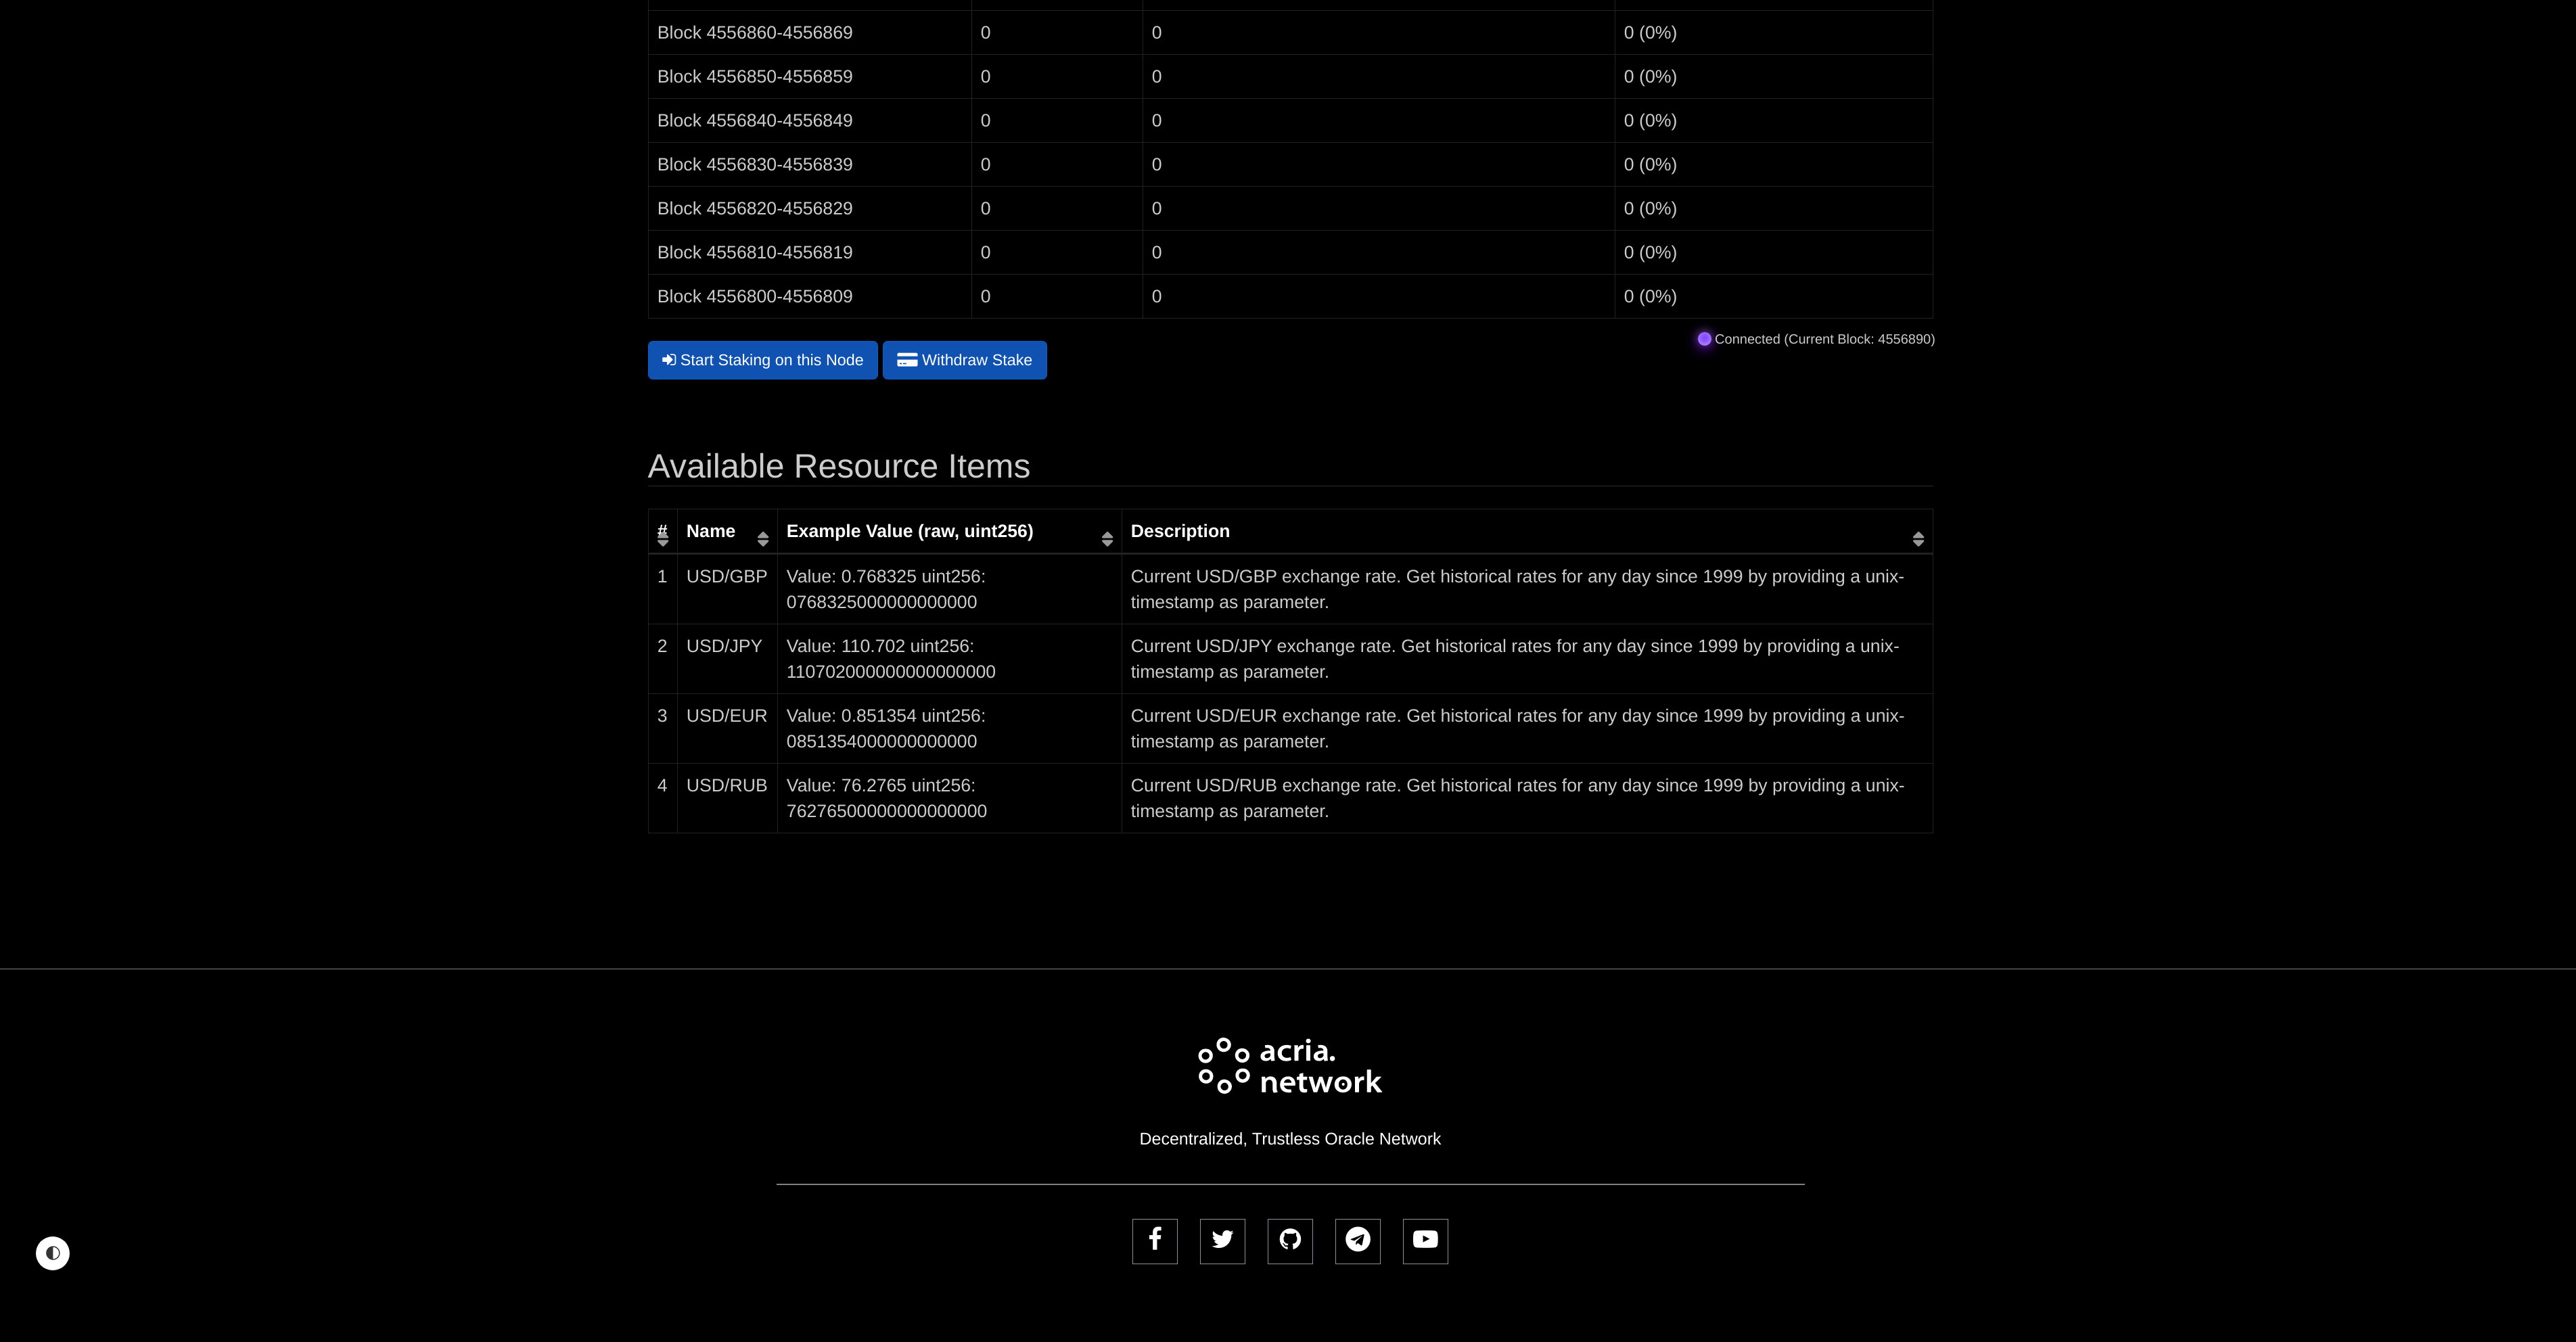 Block 4556860-4556869 0 0 0 (0%)
Block 4556850-4556859 0 0 0 (0%)
Block 4556840-4556849 0 0 0 (0%)
Block 4556830-4556839 0 0 0 (0%)
Block 4556820-4556829 0 0 0 (0%)
Block 4556810-4556819 0 0 0 (0%)
Block 4556800-4556809 0 0 0 (0%)
Connected (Current Block: 4556890)
Start Staking on this Node Withdraw Stake
Available Resource Items
# Name Example Value (raw, uint256) Description
1 USD/GBP Value: 0.768325 uint256: Current USD/GBP exchange rate. Get historical rates for any day since 1999 by providing a unix-
0768325000000000000 timestamp as parameter.
2 USD/JPY Value: 110.702 uint256: Current USD/JPY exchange rate. Get historical rates for any day since 1999 by providing a unix-
110702000000000000000 timestamp as parameter.
3 USD/EUR Value: 0.851354 uint256: Current USD/EUR exchange rate. Get historical rates for any day since 1999 by providing a unix-
0851354000000000000 timestamp as parameter.
4 USD/RUB Value: 76.2765 uint256: Current USD/RUB exchange rate. Get historical rates for any day since 1999 by providing a unix-
76276500000000000000 timestamp as parameter.
acria.
network
Decentralized, Trustless Oracle Network